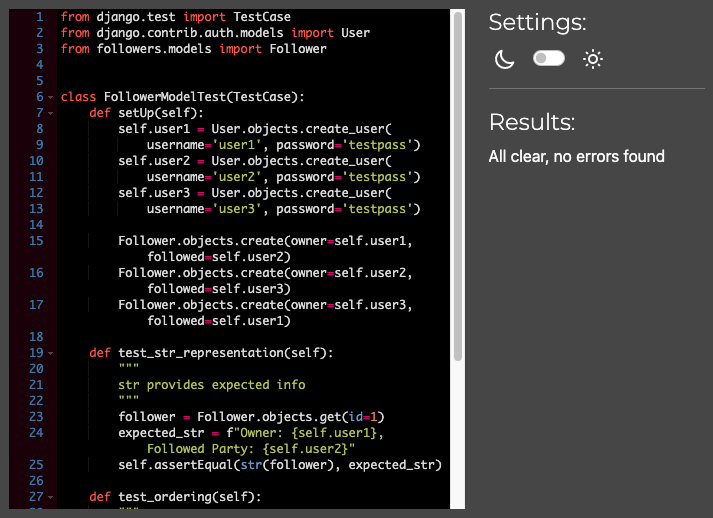 1 from django.test import TestCase
2 from django.contrib.auth.models import User
3 from followers.models import Follower
4
5
6 class FollowerModelTest(TestCase):
7     def setUp(self):
8         self.user1 = User.objects.create_user(
9             username='user1', password='testpass')
10         self.user2 = User.objects.create_user(
11             username='user2', password='testpass')
12         self.user3 = User.objects.create_user(
13             username='user3', password='testpass')
14
15         Follower.objects.create(owner=self.user1,
            followed=self.user2)
16         Follower.objects.create(owner=self.user2,
            followed=self.user3)
17         Follower.objects.create(owner=self.user3,
            followed=self.user1)
18
19     def test_str_representation(self):
20         """
21         str provides expected info
22         """
23         follower = Follower.objects.get(id=1)
24         expected_str = f"Owner: {self.user1},
            Followed Party: {self.user2}"
25         self.assertEqual(str(follower), expected_str)
26
27     def test_ordering(self):
Settings:
Results:
All clear, no errors found